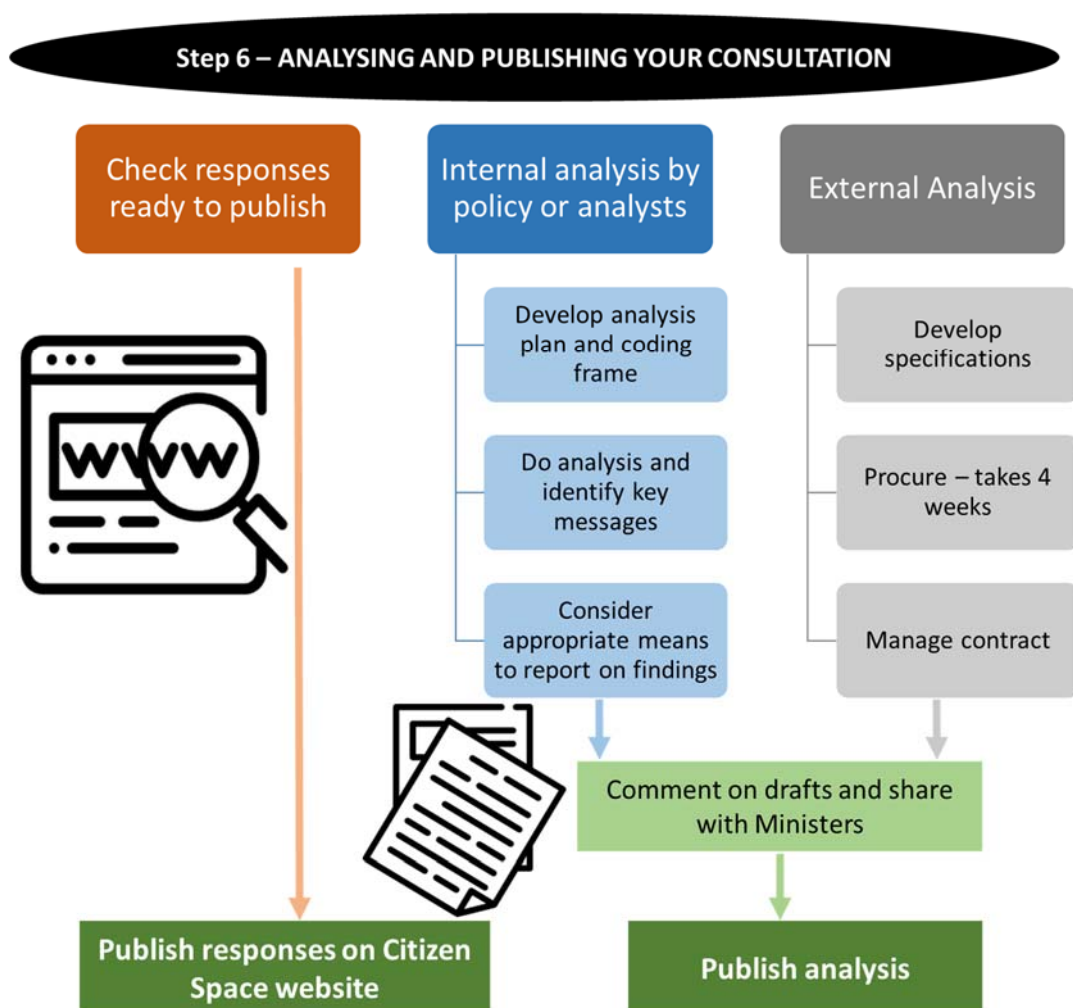 Step 6 – ANALYSING AND PUBLISHING YOUR CONSULTATION
Check responses
ready to publish
Internal analysis by
policy or analysts
External Analysis
Develop analysis
plan and coding
frame
Develop
specifications
www
Do analysis and
identify key
messages
Procure – takes 4
weeks
Consider
appropriate means
to report on findings
Manage contract
Comment on drafts and share
with Ministers
Publish responses on Citizen
Space website
Publish analysis